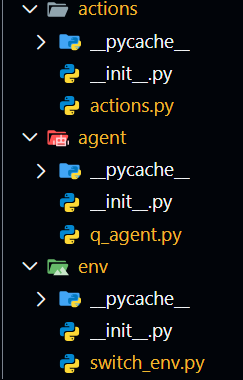 actions
__pycache__
__init__.py
actions.py
agent
__pycache__
__init__.py
q_agent.py
env
__pycache__
__init__.py
switch_env.py